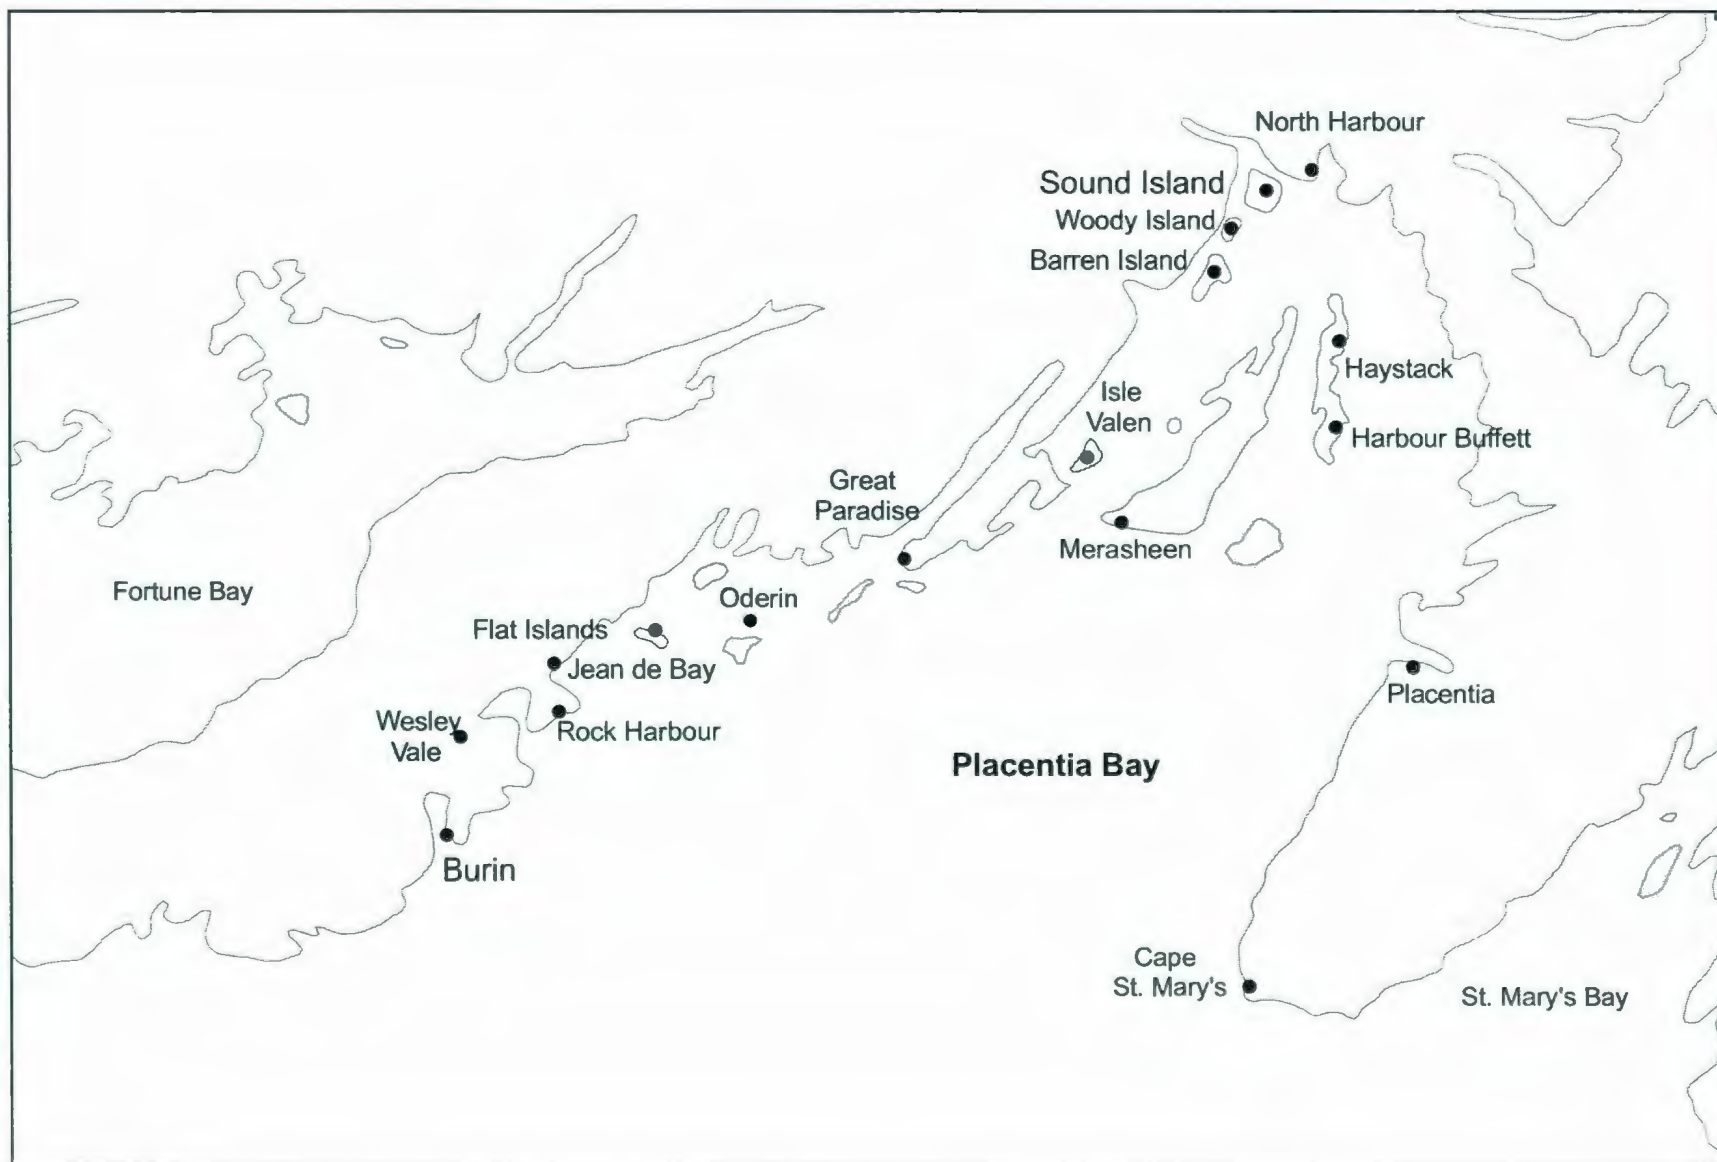 North Harbour
Sound Island
Woody Island
Barren Island
Haystack
Isle
Valen
Harbour Buffett
Great
Paradise
Merasheen
Fortune Bay
Oderin
Flat Islands
Jean de Bay
Placentia
Wesley
Vale
Rock Harbour
Placentia Bay
Burin
Cape
St. Mary's
St. Mary's Bay